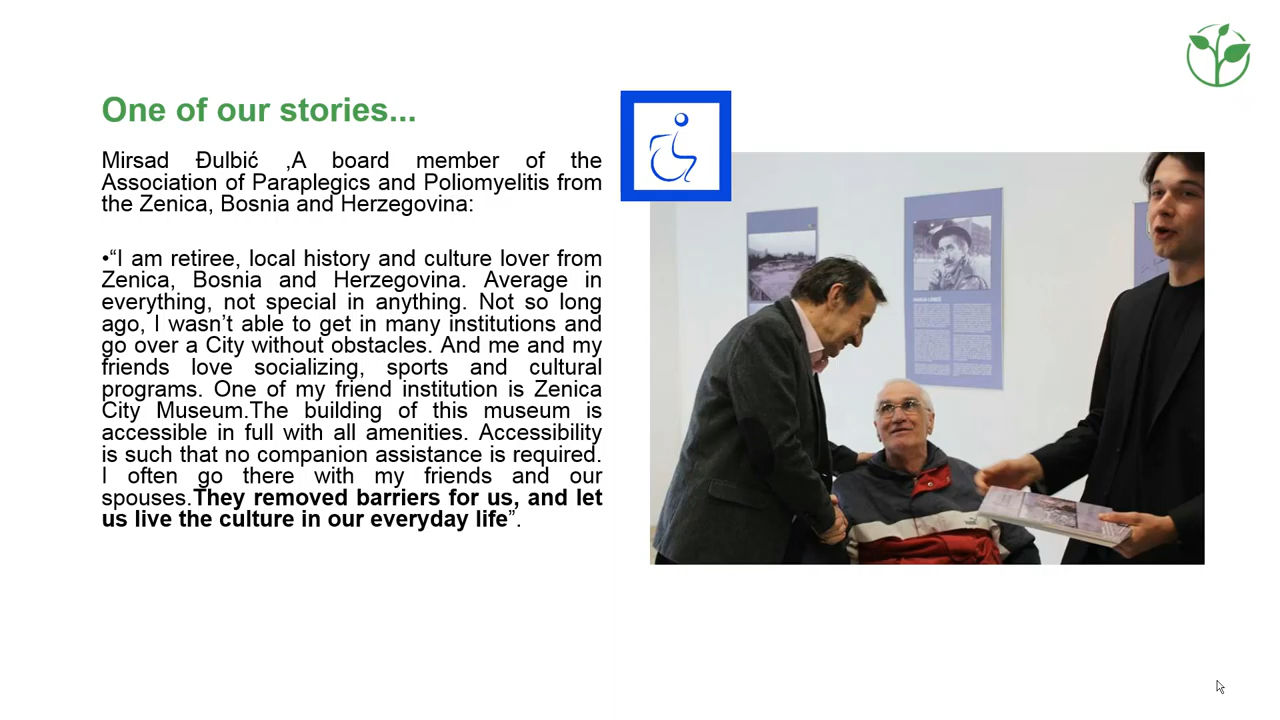 One of our stories...
Mirsad Đulbić ,A board member of the
Association of Paraplegics and Poliomyelitis from
the Zenica, Bosnia and Herzegovina:
•“I am retiree, local history and culture lover from
Zenica, Bosnia and Herzegovina. Average in
everything, not special in anything. Not so long
ago, I wasn’t able to get in many institutions and
go over a City without obstacles. And me and my
friends love socializing, sports and cultural
programs. One of my friend institution is Zenica
City Museum.The building of this museum is
accessible in full with all amenities. Accessibility
is such that no companion assistance is required.
I often go there with my friends and our
spouses.They removed barriers for us, and let
us live the culture in our everyday life”.